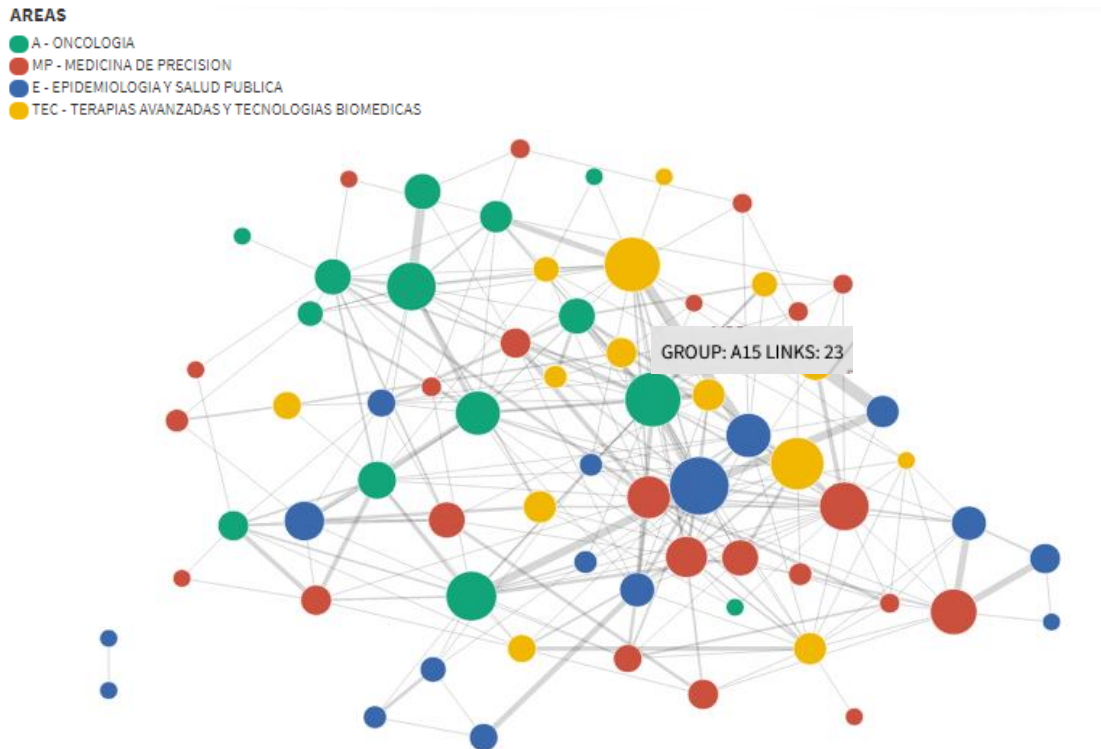 AREAS
A - ONCOLOGIA
MP - MEDICINA DE PRECISION
E - EPIDEMIOLOGIA Y SALUD PUBLICA
TEC - TERAPIAS AVANZADAS Y TECNOLOGIAS BIOMEDICAS
GROUP: A15 LINKS: 23